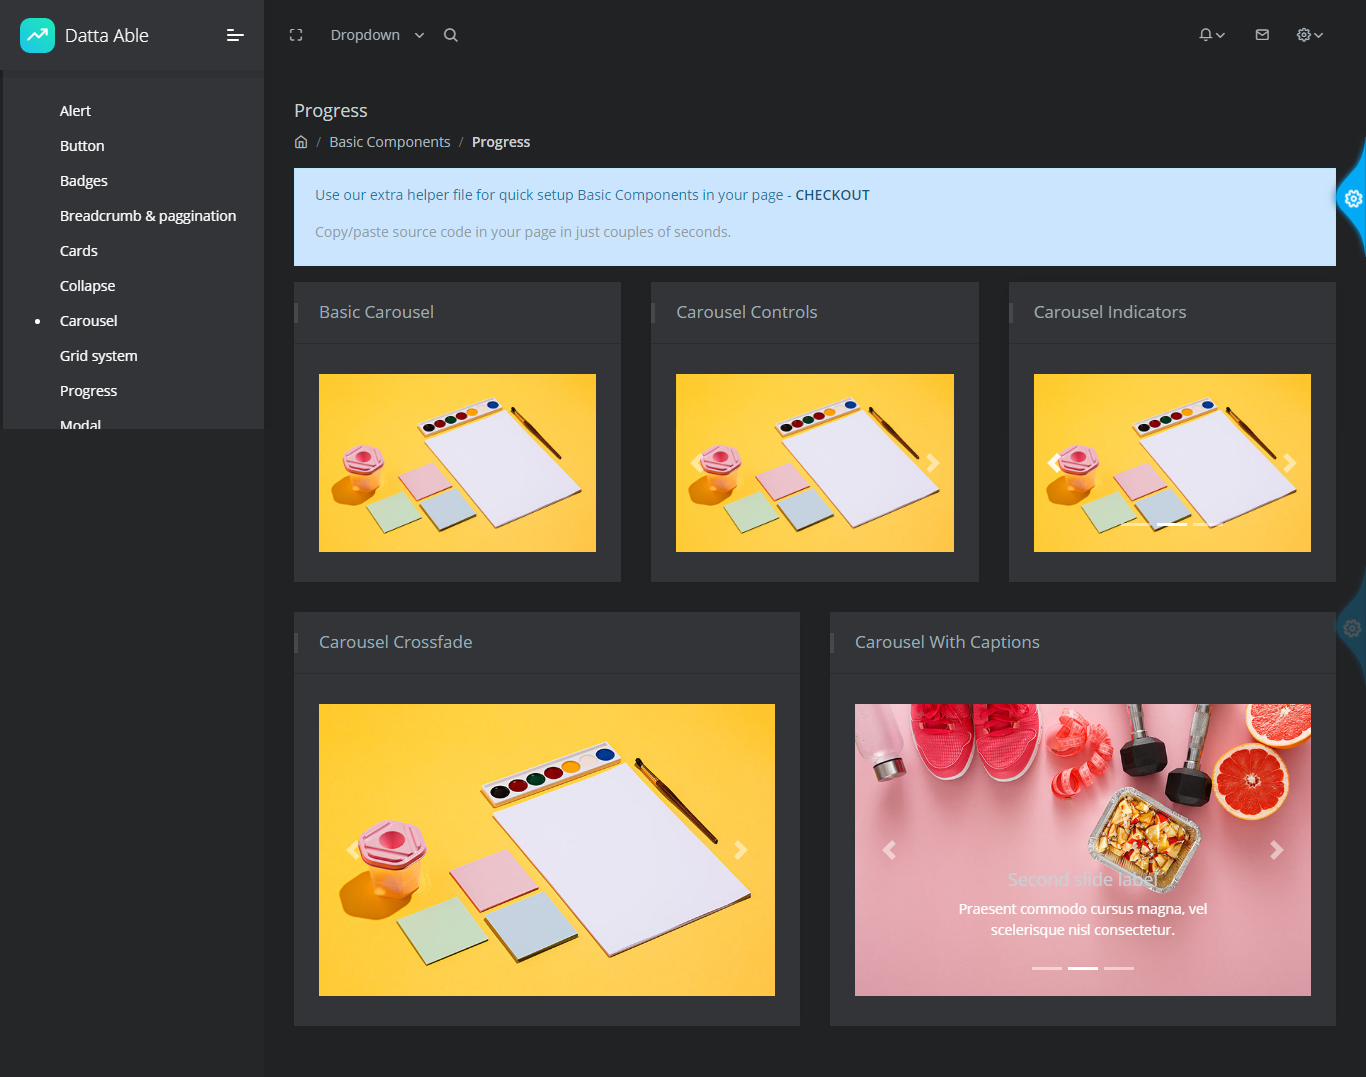 Datta Able
Dropdown
Alert
Button
Badges
Breadcrumb & paggination
Cards
Collapse
Carousel
Grid system
Progress
Modal
Progress
/ Basic Components / Progress
Use our extra helper file for quick setup Basic Components in your page - CHECKOUT
Copy/paste source code in your page in just couples of seconds.
Basic Carousel
Carousel Controls
Carousel Indicators
Carousel Crossfade
Carousel With Captions
Second slide label
Praesent commodo cursus magna, vel
scelerisque nisl consectetur.